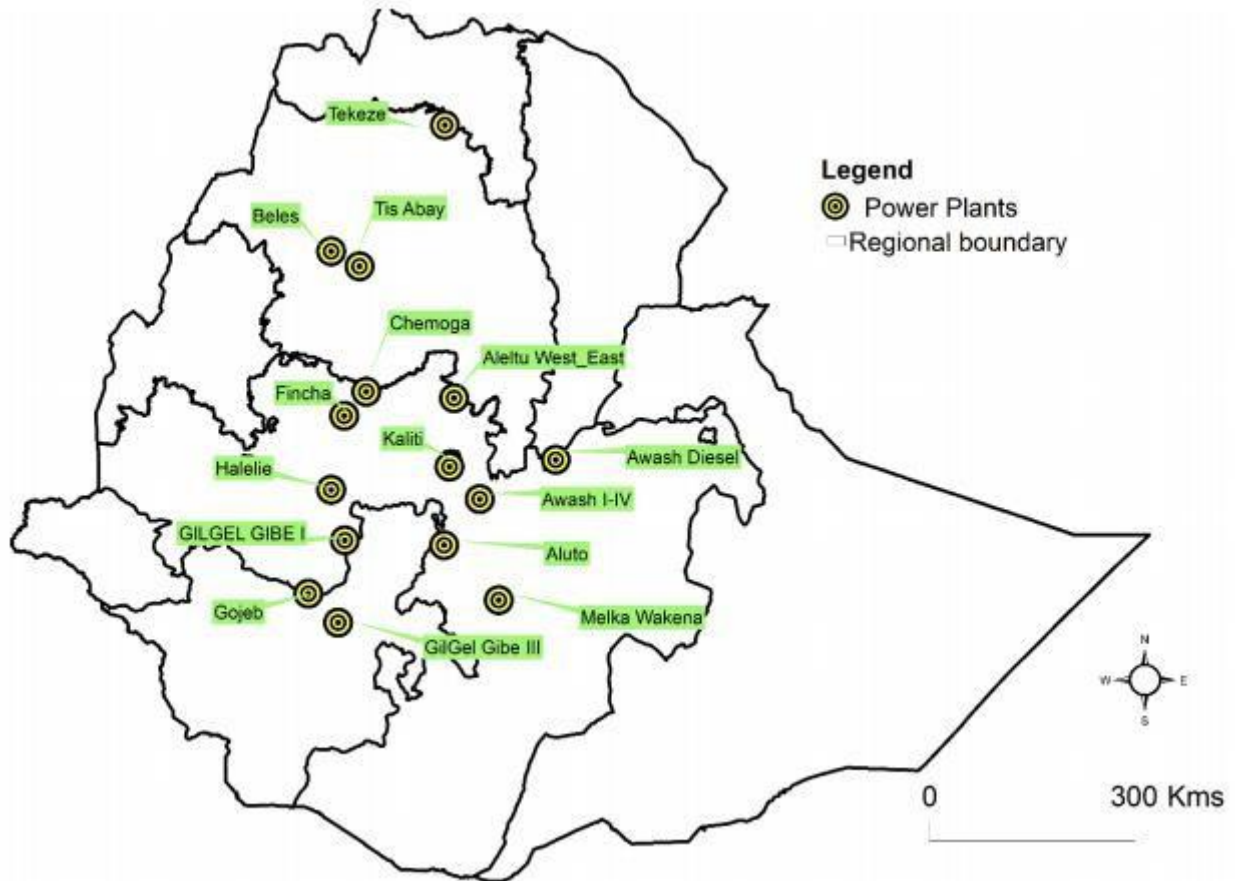 Tekeze
Legend
Power Plants
Regional boundary
Beles
Tis Abay
Chemoga
Aleltu West_East
Fincha
Kaliti
Awash Diesel
Halelie
Awash I-IV
GILGEL GIBE I
Aluto
Gojeb
Melka Wakena
GilGel Gibe III
N
W E
S
0 300 Kms